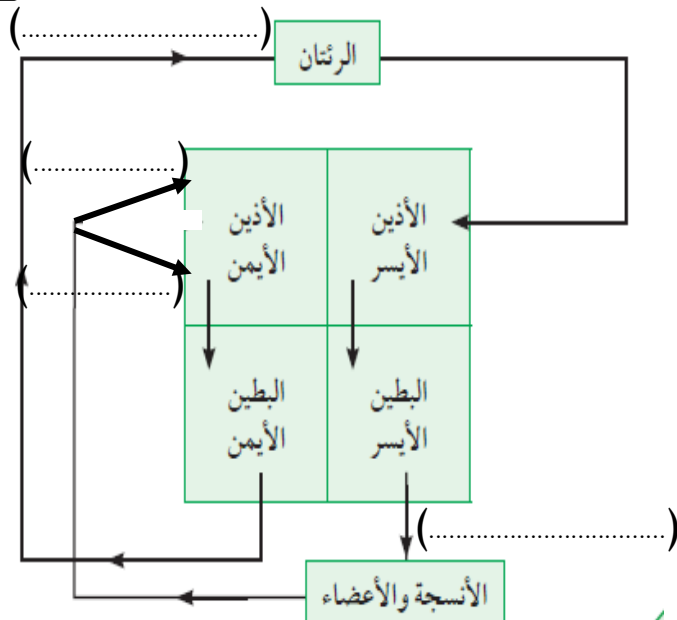 (..............................)
الرئتان
(....................)
الأذين
الأيمن
الأذين
الأيسر
(....................)
البطين
الأيمن
البطين
الأيسر
(..............................)
الأنسجة والأعضاء